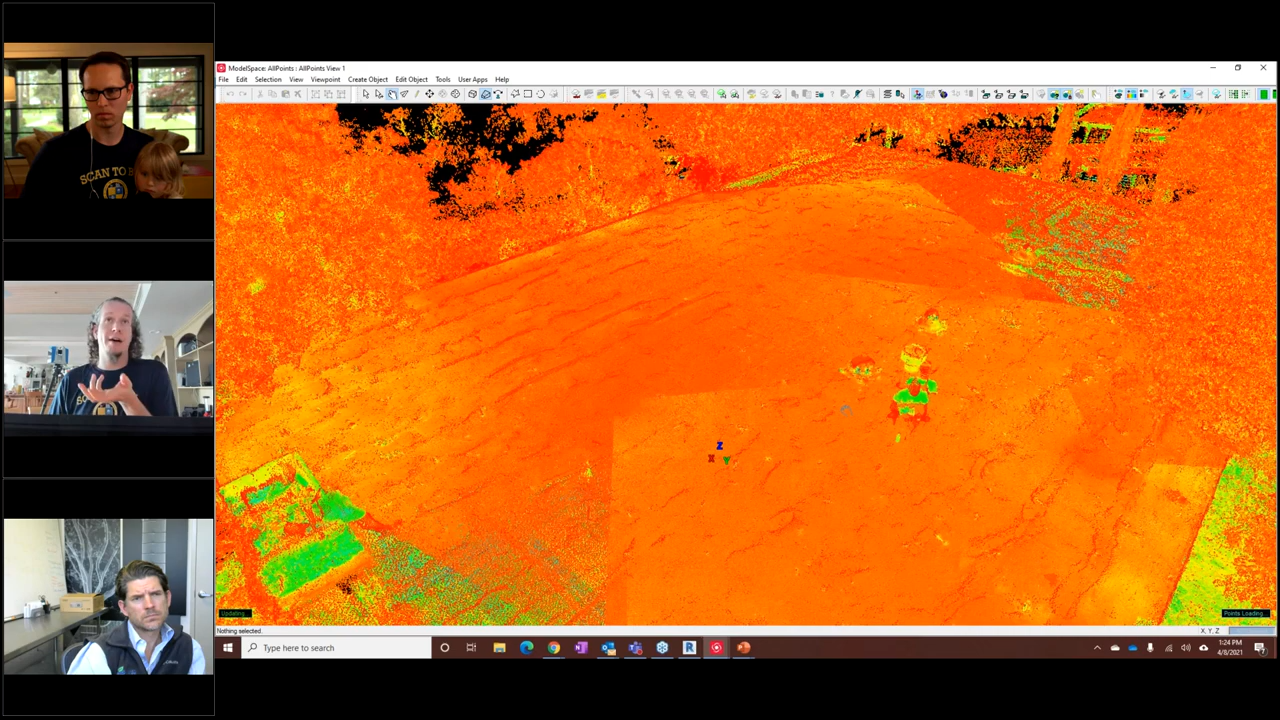 ModelSpace: AllPoints : AllPoints View 1
File Edit Selection View Viewpoint Create Object Edit Object Tools User Apps Help
SCAN TO B
Z
X Y
Updating...
Points Loading...
Nothing selected.
X, Y, Z
Type here to search
1:24 PM
4/8/2021